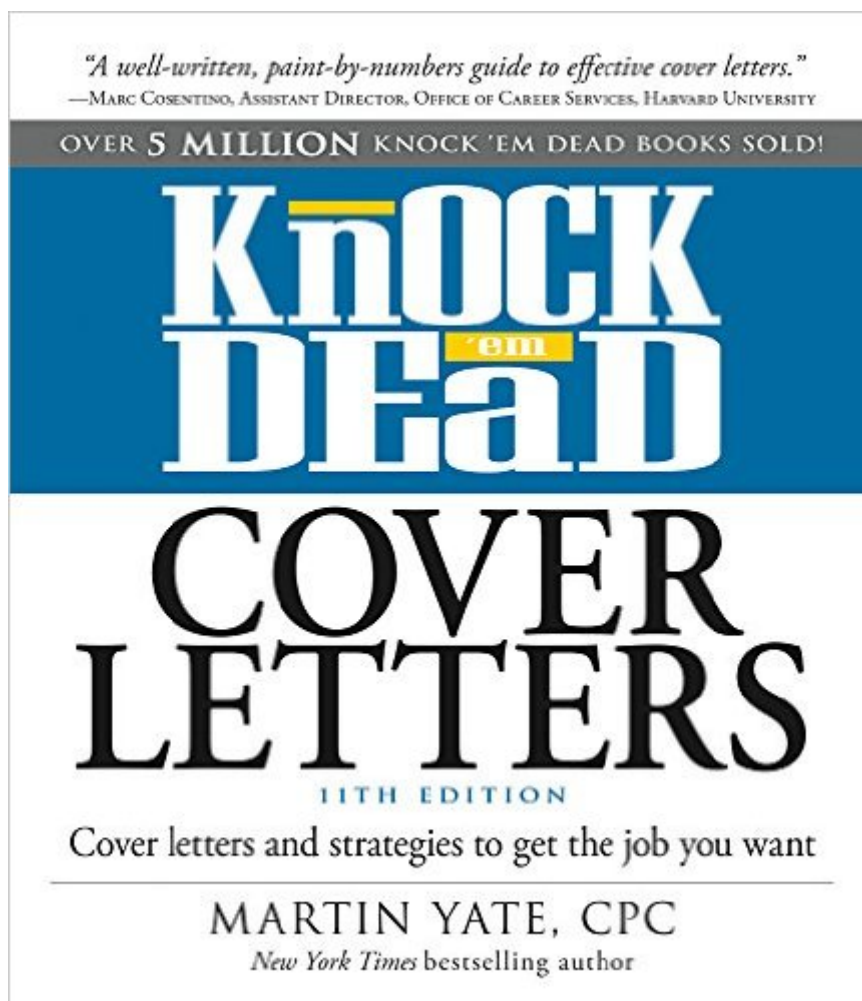 “A well-written, paint-by-numbers guide to effective cover letters.”
—MARC COSENTINO, ASSISTANT DIRECTOR, OFFICE OF CAREER SERVICES, HARVARD UNIVERSITY
OVER 5 MILLION KNOCK ’EM DEAD BOOKS SOLD!
KnOCK
’em
DEaD
COVER
LETTERS
11TH EDITION
Cover letters and strategies to get the job you want
MARTIN YATE, CPC
New York Times bestselling author